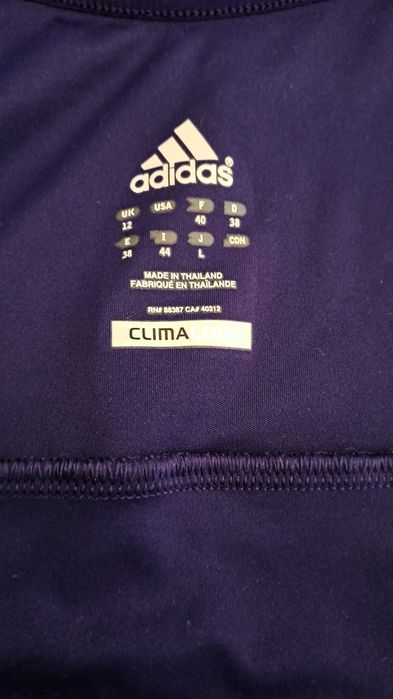 adidas®
UK USA F D
12 40 38
E I J CDN
38 44 L
MADE IN THAILAND
FABRIQUÉ EN THAÏLANDE
RN# 88387 CA# 40312
CLIMACOOL